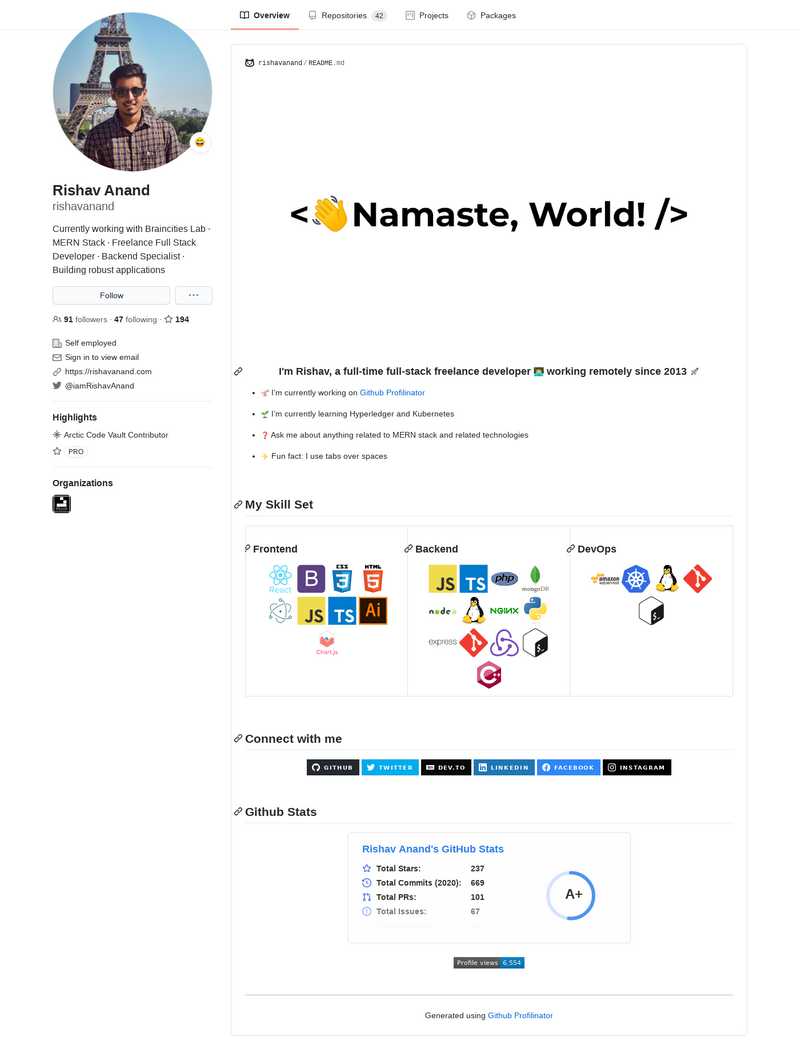 Overview
Repositories 42
Projects
Packages
Rishav Anand
rishavanand
Currently working with Braincities Lab ·
MERN Stack · Freelance Full Stack
Developer · Backend Specialist ·
Building robust applications
Follow
...
91 followers · 47 following · 194
Self employed
Sign in to view email
https://rishavanand.com
@iamRishavAnand
Highlights
Arctic Code Vault Contributor
PRO
Organizations
rishavanand / README.md
<👋Namaste, World! />
I'm Rishav, a full-time full-stack freelance developer 👨‍💻 working remotely since 2013 🚀
I'm currently working on Github Profilinator
🌱 I'm currently learning Hyperledger and Kubernetes
❓ Ask me about anything related to MERN stack and related technologies
⚡ Fun fact: I use tabs over spaces
My Skill Set
Frontend
React
B
CSS
3
HTML
5
JS
TS
Ai
Chart.js
Backend
JS
TS
php
mongoDB
node
NGINX
express
$_
C++
DevOps
amazon
webservices
$_
Connect with me
GITHUB
TWITTER
DEV.TO
LINKEDIN
FACEBOOK
INSTAGRAM
Github Stats
Rishav Anand's GitHub Stats
Total Stars: 237
Total Commits (2020): 669
Total PRs: 101
Total Issues: 67
A+
Profile views 6,554
Generated using Github Profilinator